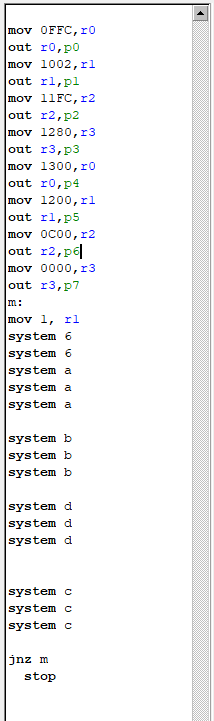 mov 0FFC,r0
out r0,p0
mov 1002,r1
out r1,p1
mov 11FC,r2
out r2,p2
mov 1280,r3
out r3,p3
mov 1300,r0
out r0,p4
mov 1200,r1
out r1,p5
mov 0C00,r2
out r2,p6
mov 0000,r3
out r3,p7
m:
mov 1, r1
system 6
system 6
system a
system a
system a
system b
system b
system b
system d
system d
system d
system c
system c
system c
jnz m
stop